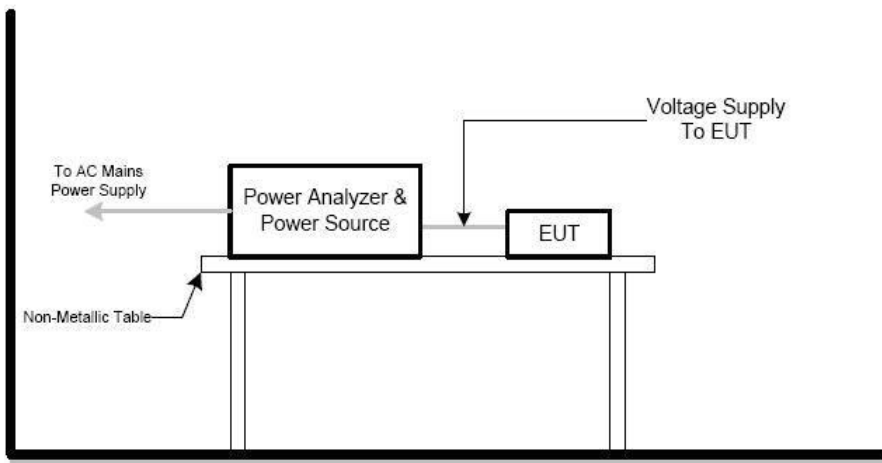 Voltage Supply
To EUT
To AC Mains
Power Supply
Power Analyzer &
Power Source
EUT
Non-Metallic Table